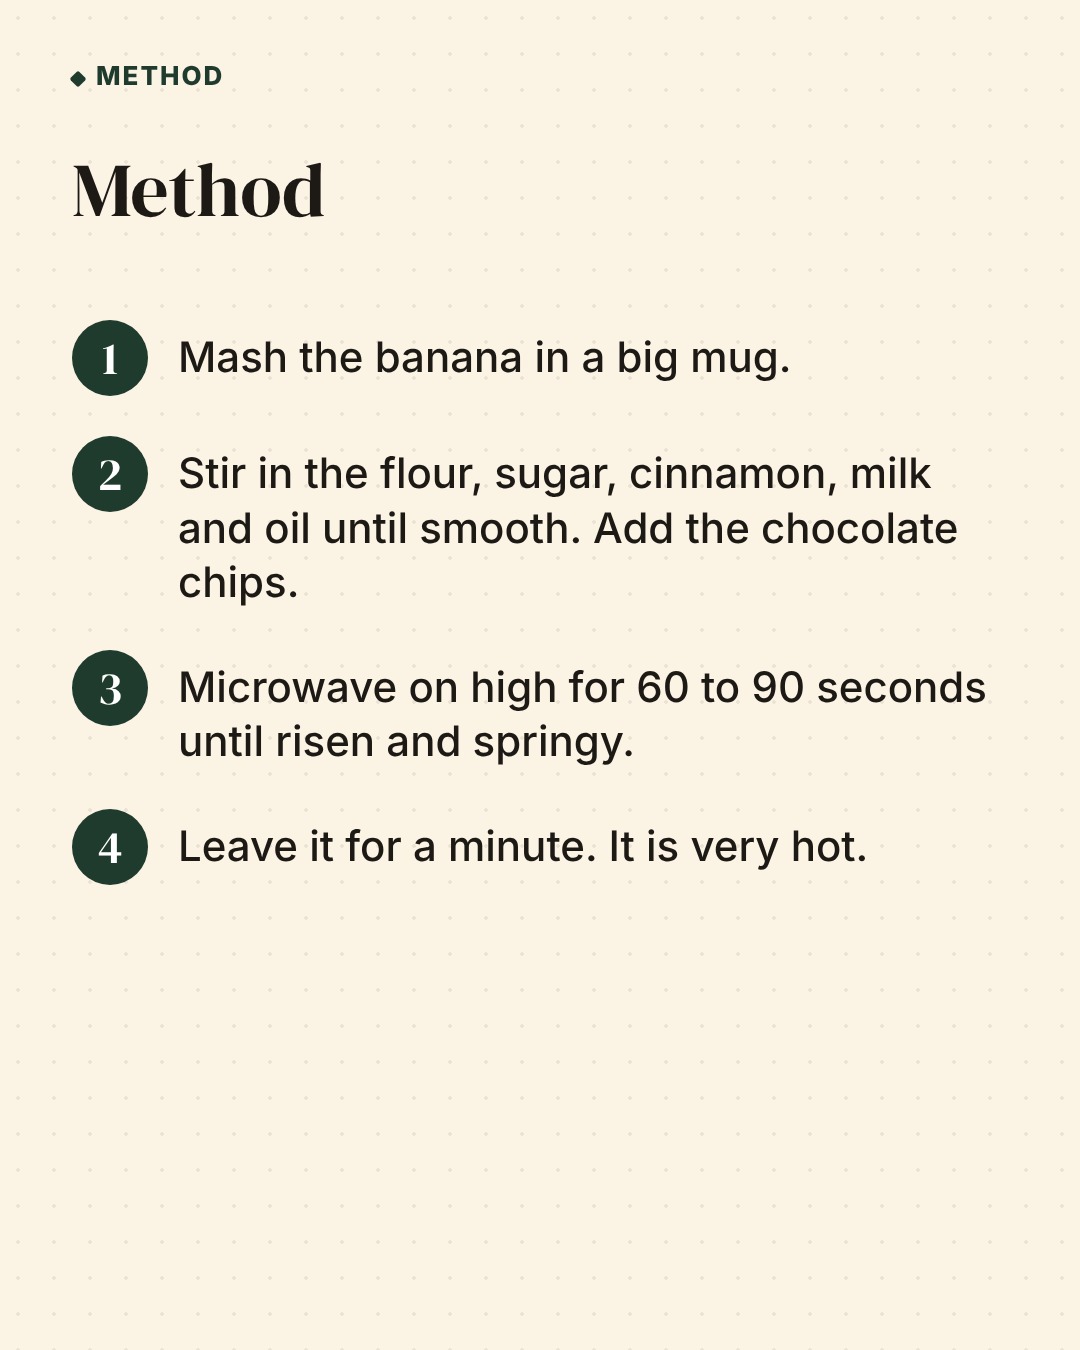 METHOD
Method
1 Mash the banana in a big mug.
2 Stir in the flour, sugar, cinnamon, milk
and oil until smooth. Add the chocolate
chips.
3 Microwave on high for 60 to 90 seconds
until risen and springy.
4 Leave it for a minute. It is very hot.